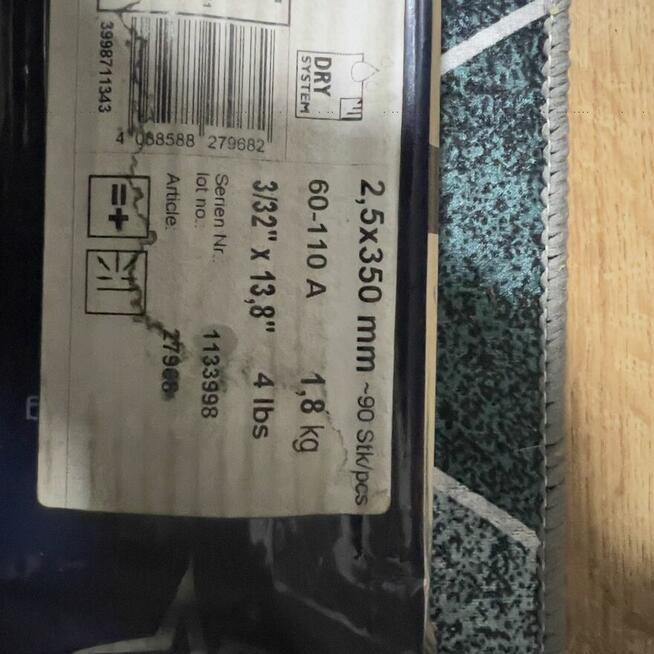 DRY
SYSTEM
4 068588 279682
3998711343
2,5x350 mm ~90 Stk/pcs
60-110 A 1,8 kg
3/32" x 13,8" 4 lbs
Serien Nr.:
lot no.: 1133998
Article: 27968
=+